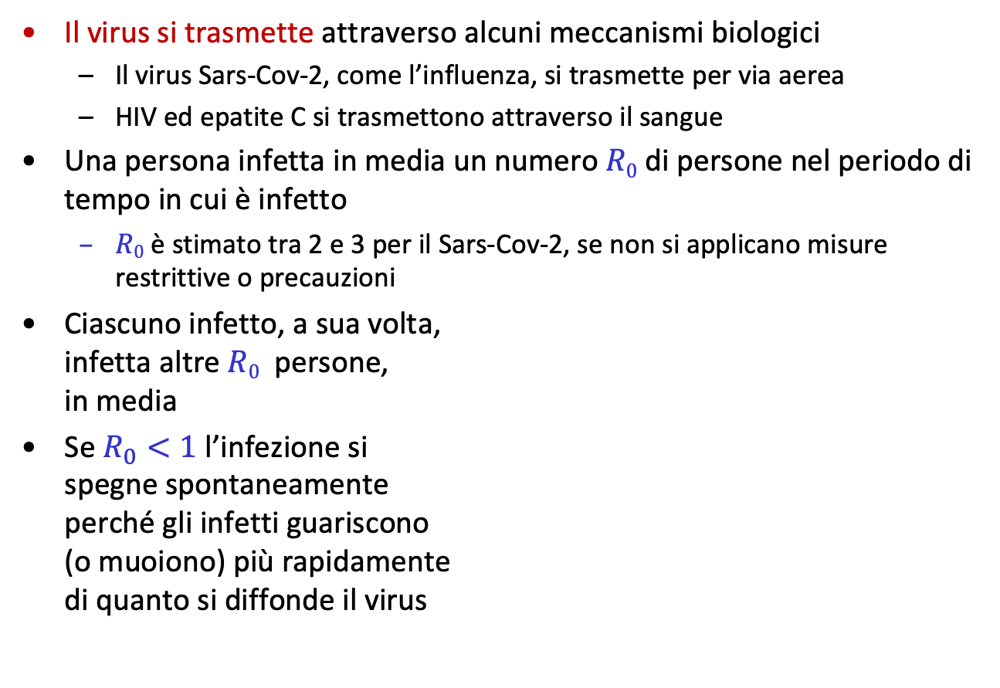 • Il virus si trasmette attraverso alcuni meccanismi biologici
– Il virus Sars-Cov-2, come l’influenza, si trasmette per via aerea
– HIV ed epatite C si trasmettono attraverso il sangue
• Una persona infetta in media un numero R₀ di persone nel periodo di
tempo in cui è infetto
– R₀ è stimato tra 2 e 3 per il Sars-Cov-2, se non si applicano misure
restrittive o precauzioni
• Ciascuno infetto, a sua volta,
infetta altre R₀ persone,
in media
• Se R₀ < 1 l’infezione si
spegne spontaneamente
perché gli infetti guariscono
(o muoiono) più rapidamente
di quanto si diffonde il virus